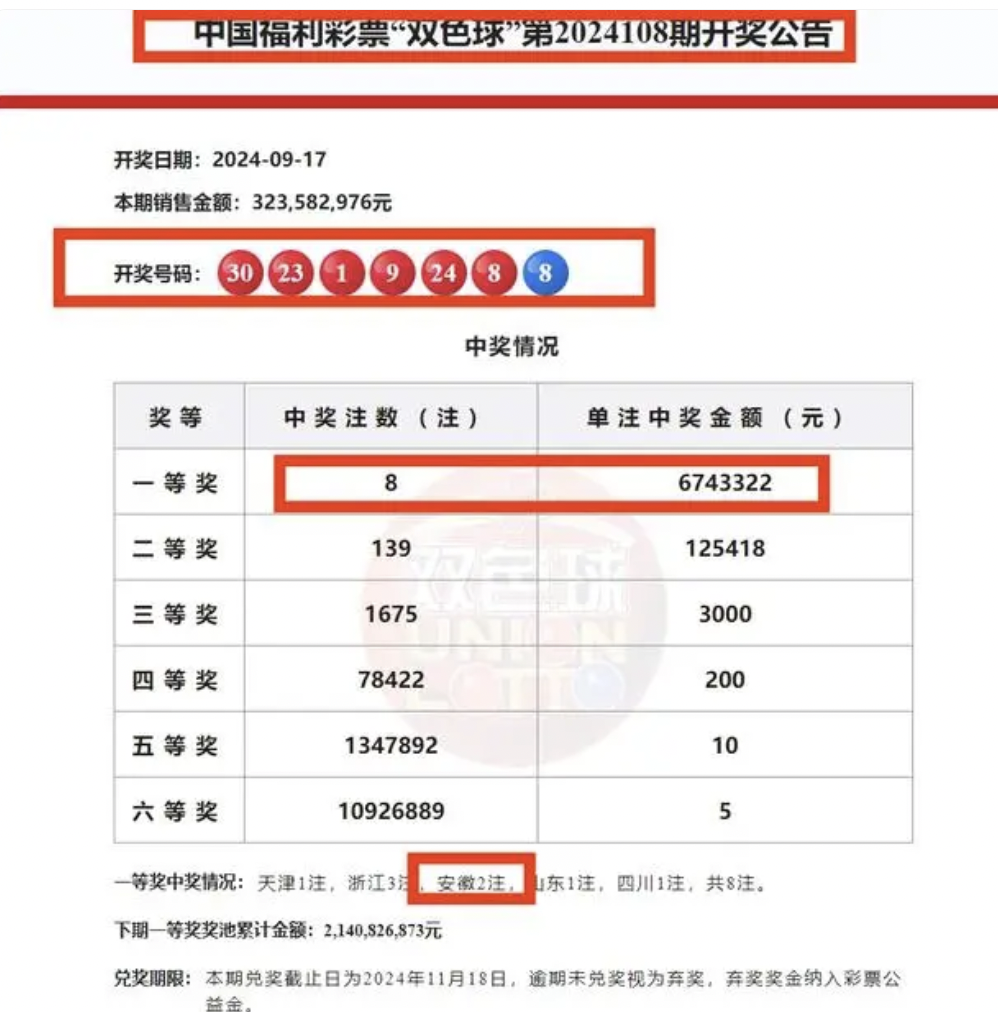 中国福利彩票“双色球”第2024108期开奖公告
开奖日期：2024-09-17
本期销售金额：323,582,976元
开奖号码：30 23 1 9 24 8 8
中奖情况
奖等 中奖注数（注） 单注中奖金额（元）
一等奖 8 6743322
二等奖 139 125418
三等奖 1675 3000
四等奖 78422 200
五等奖 1347892 10
六等奖 10926889 5
双色球
UNION
LOTTO
一等奖中奖情况：天津1注，浙江3注，安徽2注，山东1注，四川1注，共8注。
下期一等奖奖池累计金额：2,140,826,873元
兑奖期限：本期兑奖截止日为2024年11月18日，逾期未兑奖视为弃奖，弃奖奖金纳入彩票公
益金。